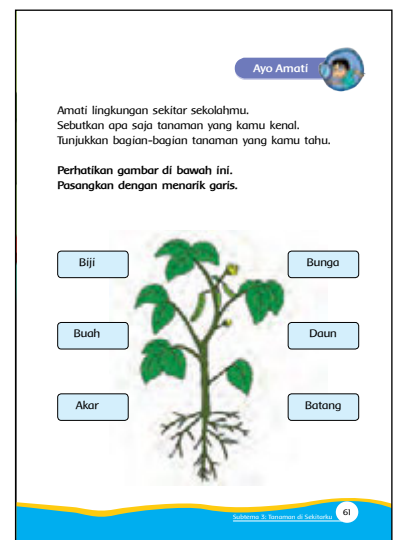 Ayo Amati
Amati lingkungan sekitar sekolahmu.
Sebutkan apa saja tanaman yang kamu kenal.
Tunjukkan bagian-bagian tanaman yang kamu tahu.
Perhatikan gambar di bawah ini.
Pasangkan dengan menarik garis.
Biji
Bunga
Buah
Daun
Akar
Batang
Subtema 3: Tanaman di Sekitarku
61